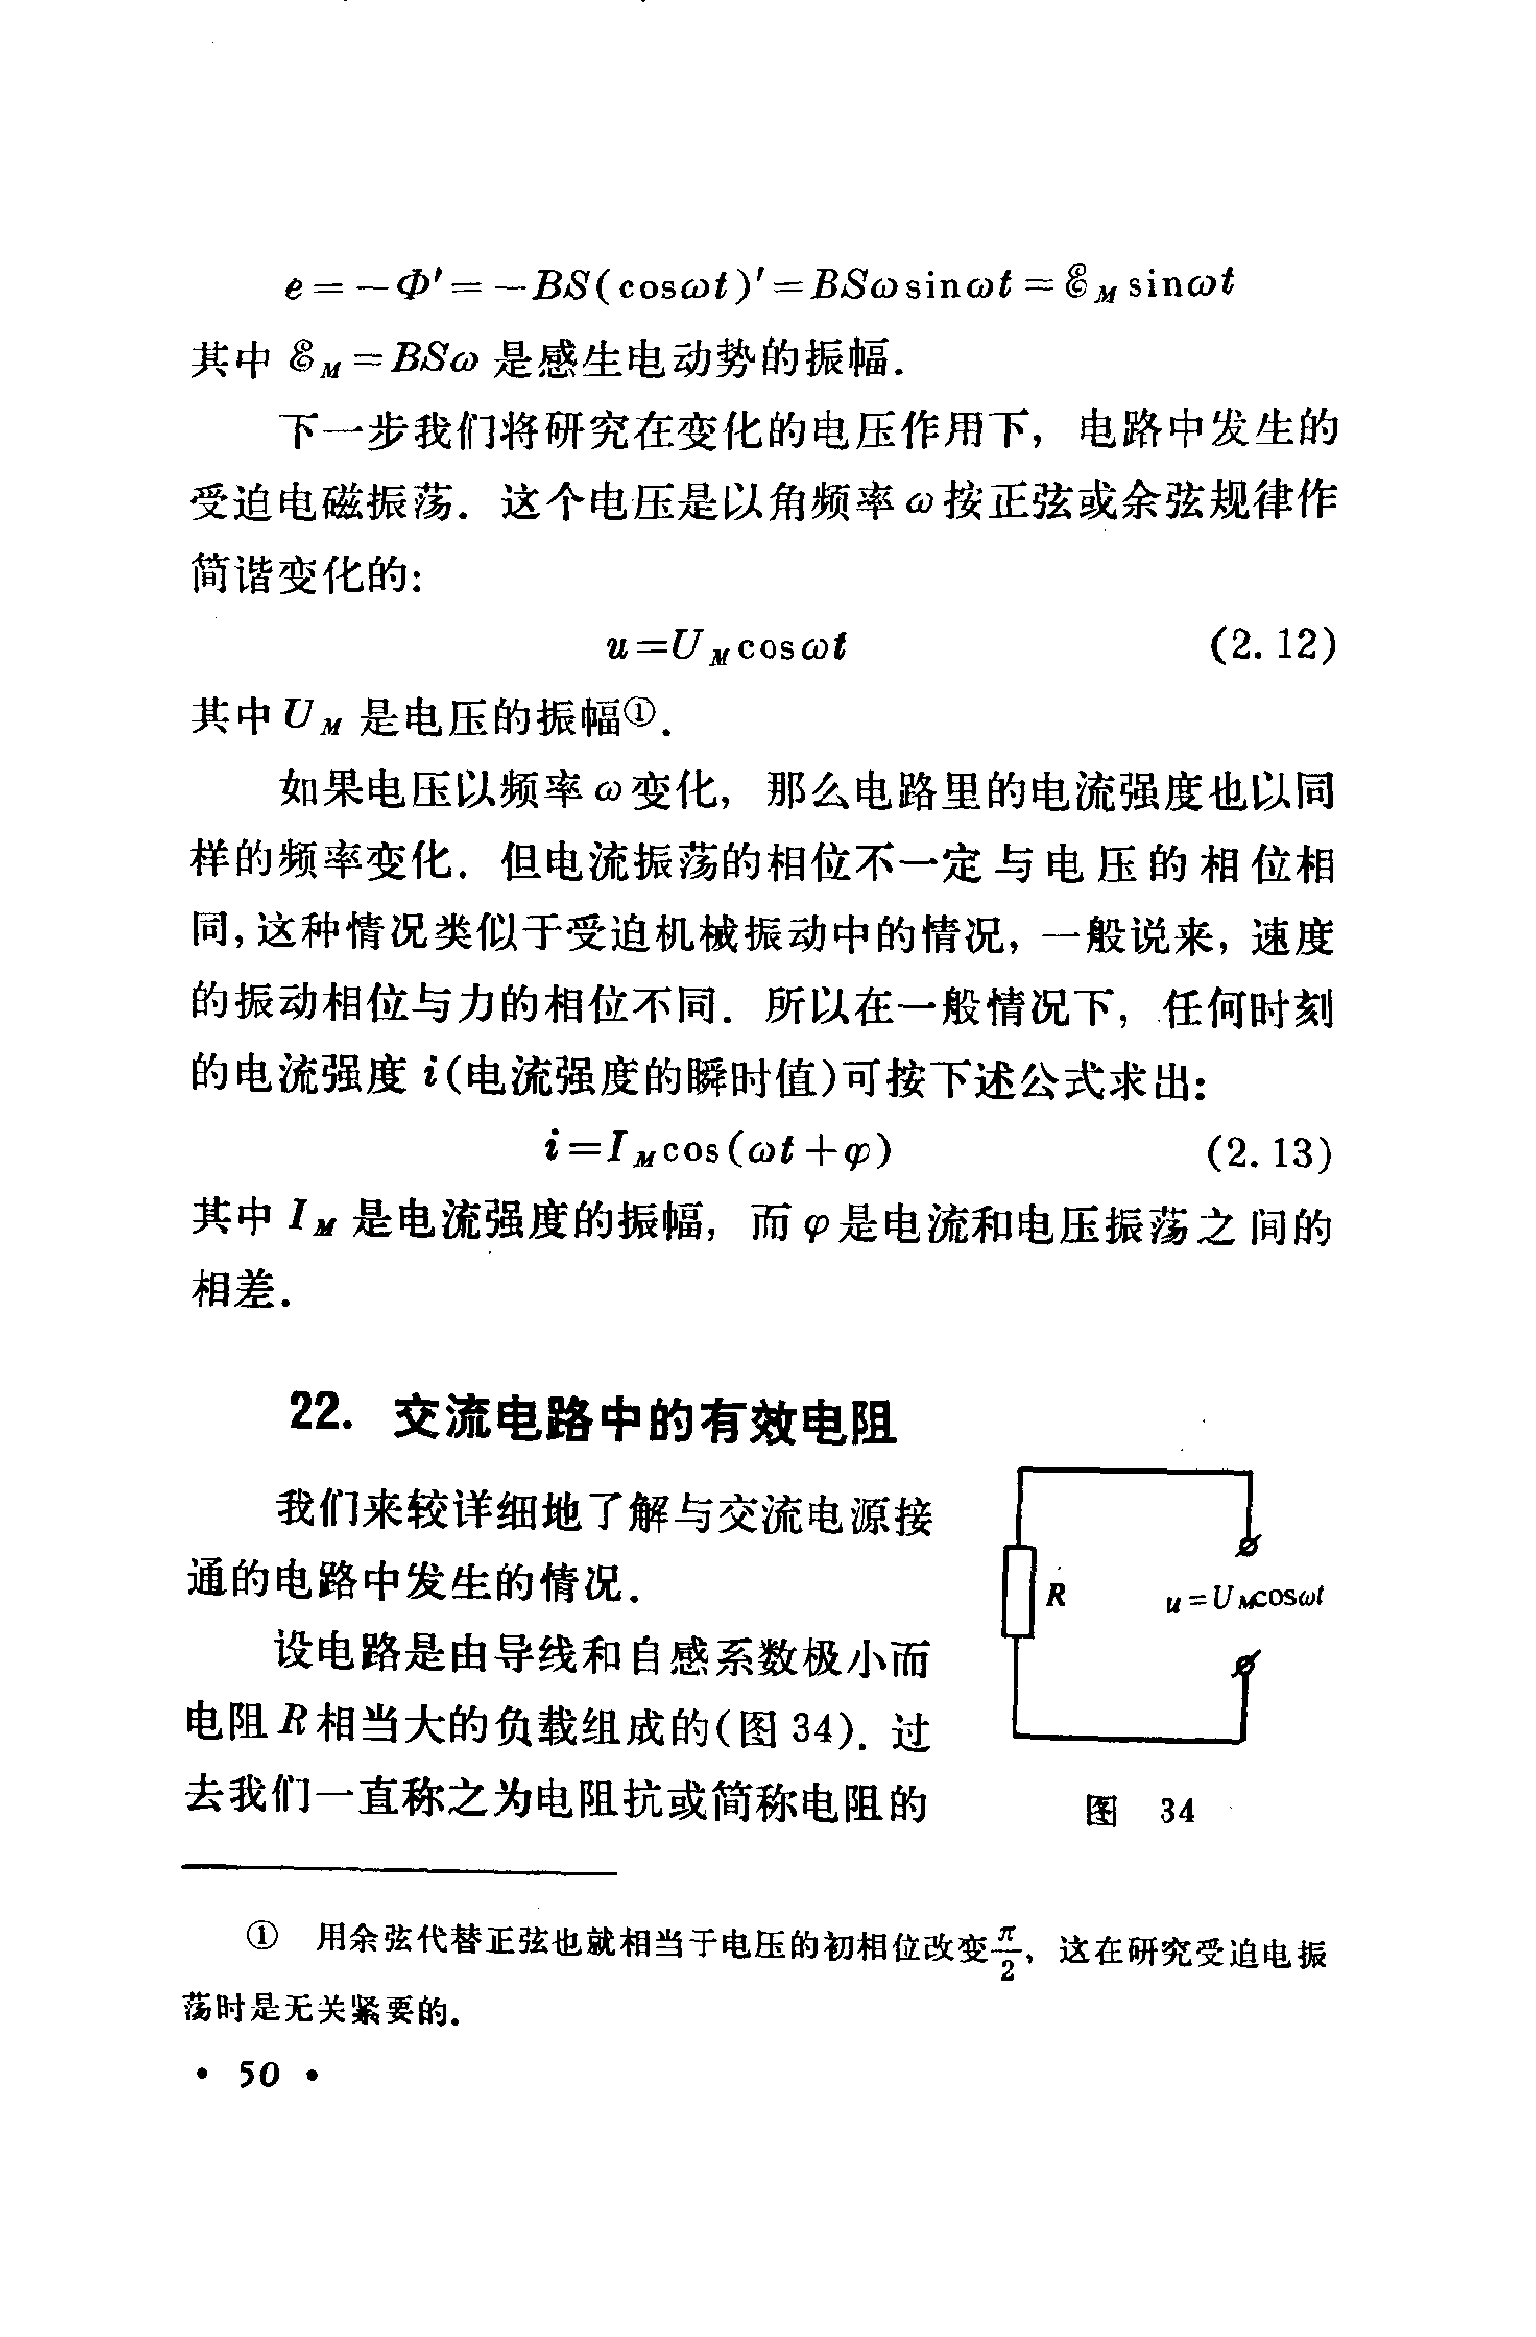 e=-Φ′=-BS(cosωt)′=BSωsinωt=ℰ_M sinωt
其中 ℰ_M=BSω 是感生电动势的振幅.
下一步我们将研究在变化的电压作用下, 电路中发生的
受迫电磁振荡. 这个电压是以角频率 ω 按正弦或余弦规律作
简谐变化的:
u=U_M cosωt (2.12)
其中 U_M 是电压的振幅①.
如果电压以频率 ω 变化, 那么电路里的电流强度也以同
样的频率变化. 但电流振荡的相位不一定与电压的相位相
同, 这种情况类似于受迫机械振动中的情况, 一般说来, 速度
的振动相位与力的相位不同. 所以在一般情况下, 任何时刻
的电流强度 i(电流强度的瞬时值)可按下述公式求出:
i=I_M cos(ωt+φ) (2.13)
其中 I_M 是电流强度的振幅, 而 φ 是电流和电压振荡之间的
相差.
22. 交流电路中的有效电阻
我们来较详细地了解与交流电源接
通的电路中发生的情况.
设电路是由导线和自感系数极小而
电阻 R 相当大的负载组成的(图 34). 过
去我们一直称之为电阻抗或简称电阻的
R
u=U_M cosωt
图 34
① 用余弦代替正弦也就相当于电压的初相位改变π/2, 这在研究受迫电振
荡时是无关紧要的.
• 50 •